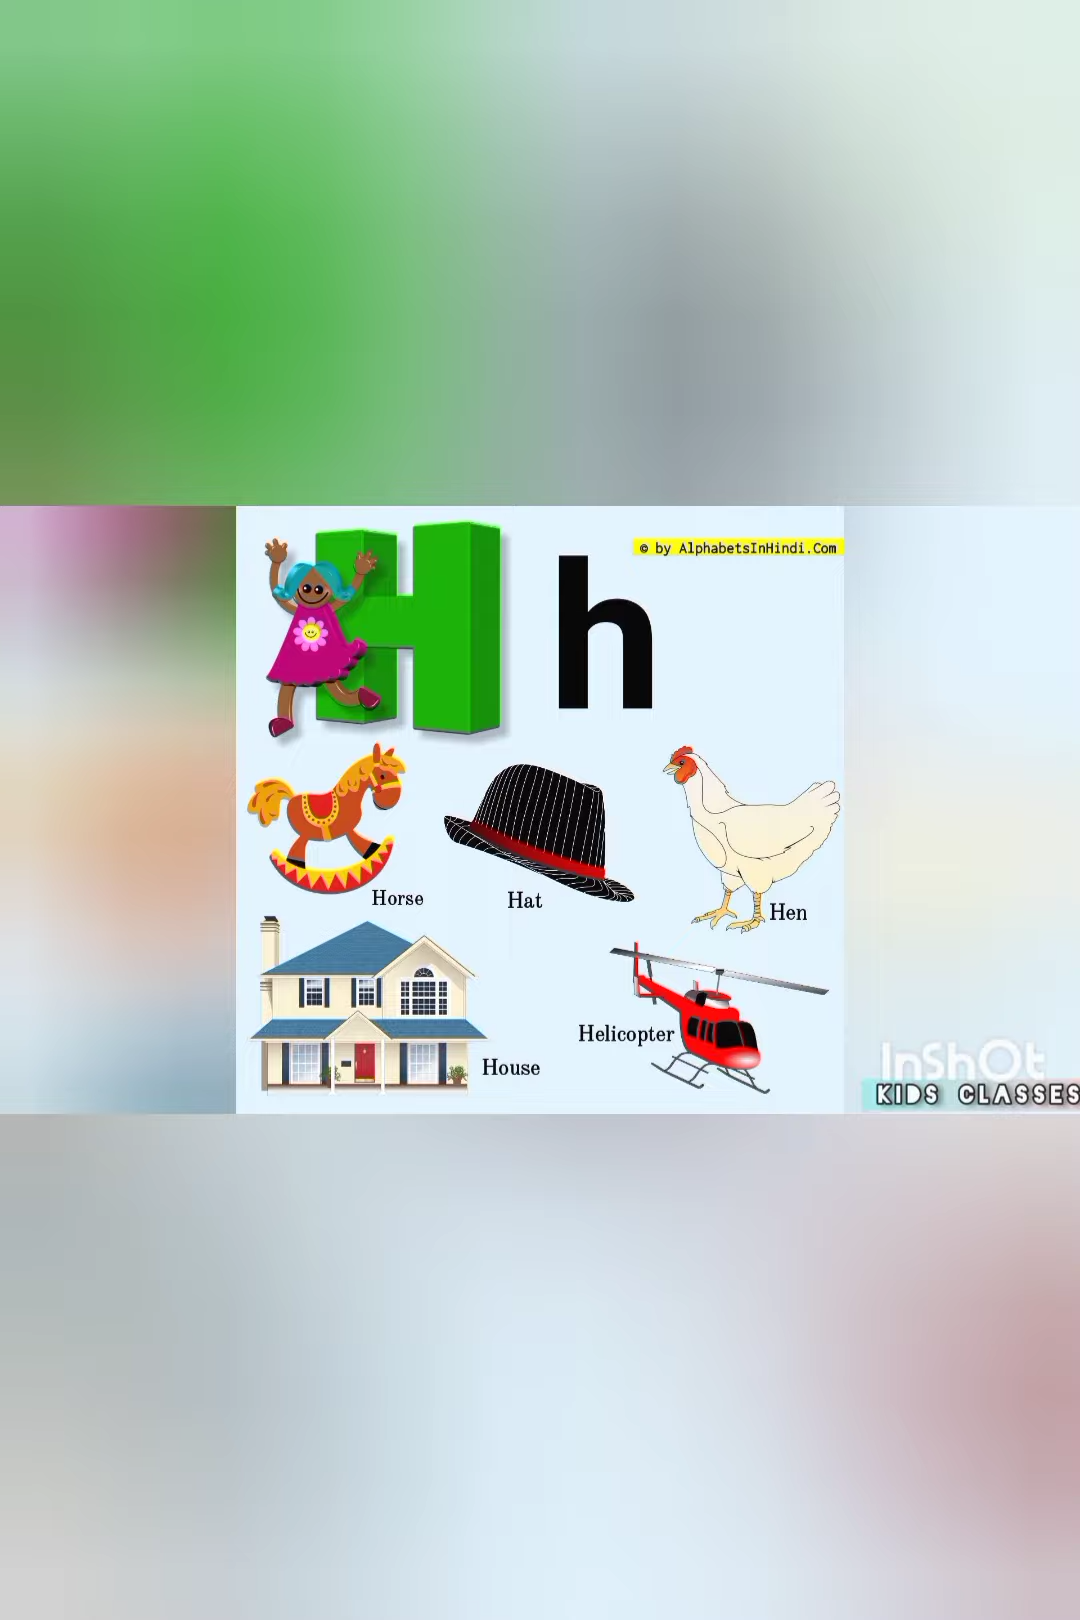 H h
© by AlphabetsInHindi.Com
Horse
Hat
Hen
House
Helicopter
InShOt
KIDS CLASSES